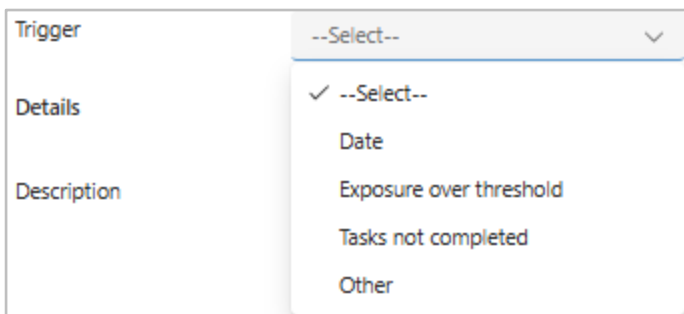 Trigger
--Select--
--Select--
Details
Date
Description
Exposure over threshold
Tasks not completed
Other